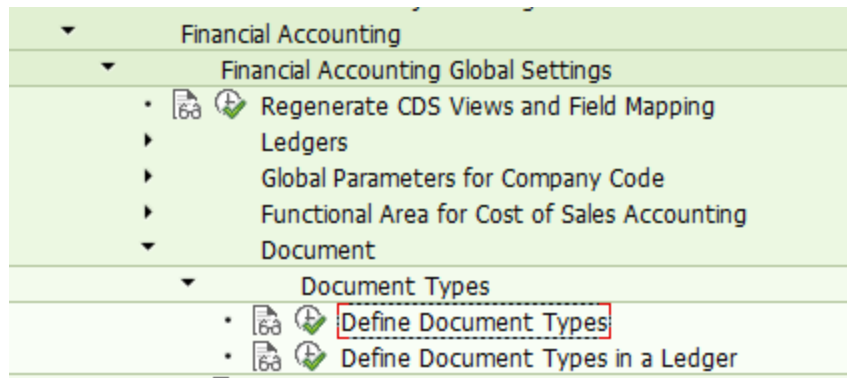 Financial Accounting
Financial Accounting Global Settings
Regenerate CDS Views and Field Mapping
Ledgers
Global Parameters for Company Code
Functional Area for Cost of Sales Accounting
Document
Document Types
Define Document Types
Define Document Types in a Ledger